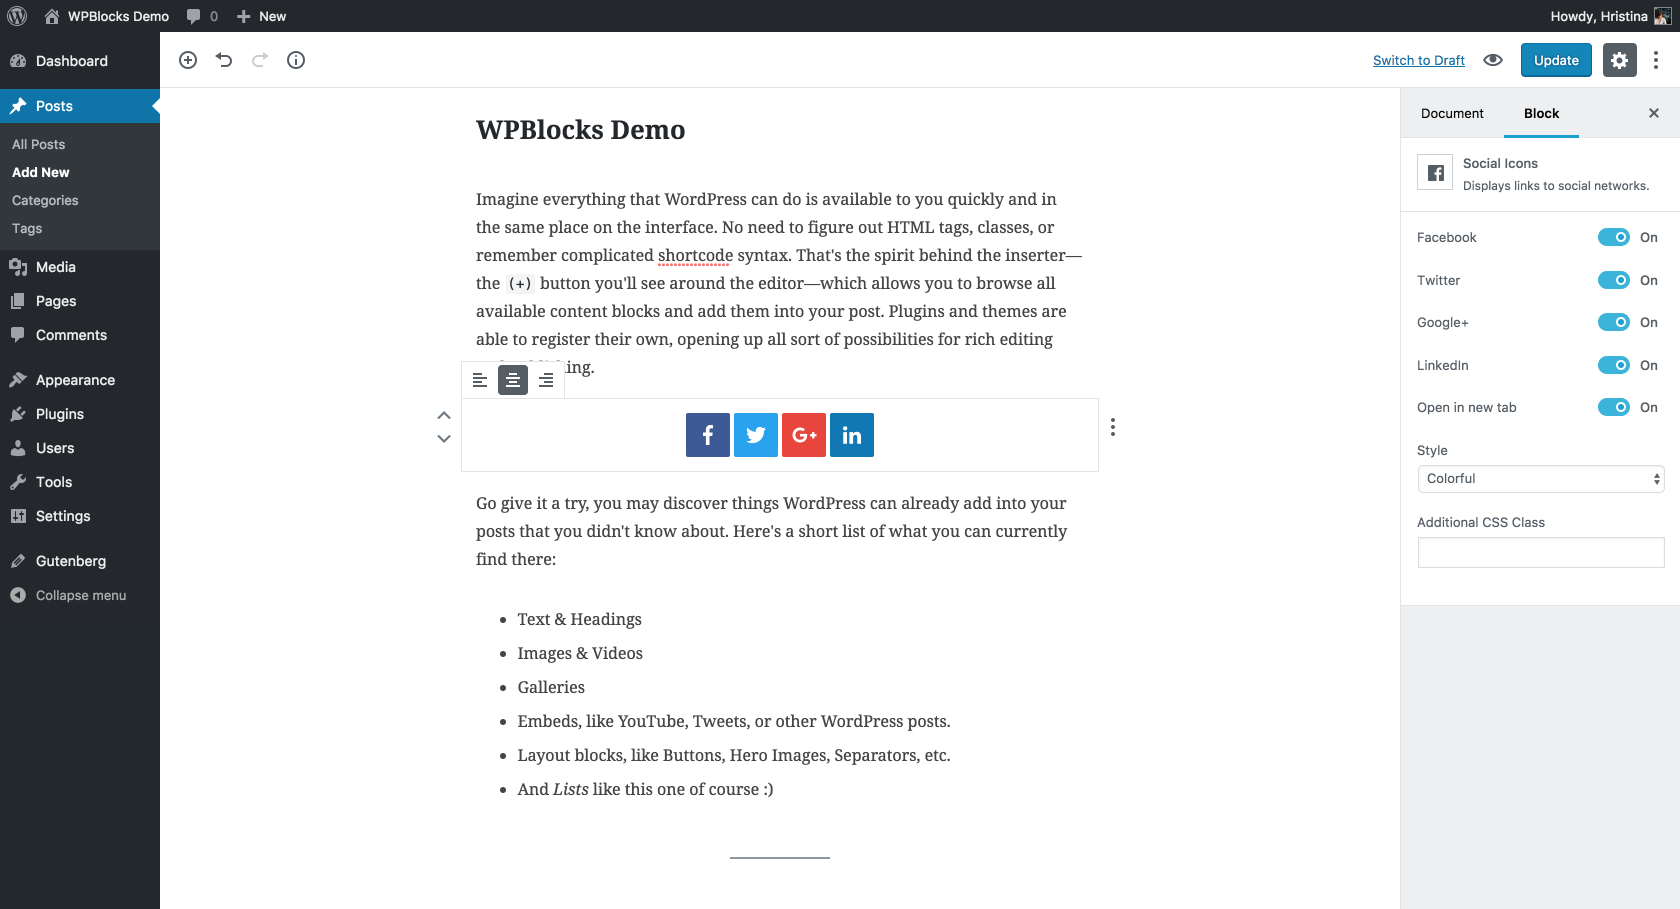 WPBlocks Demo 0 New
Howdy, Hristina
Dashboard
Posts
All Posts
Add New
Categories
Tags
Media
Pages
Comments
Appearance
Plugins
Users
Tools
Settings
Gutenberg
Collapse menu
Switch to Draft
Update
WPBlocks Demo
Imagine everything that WordPress can do is available to you quickly and in
the same place on the interface. No need to figure out HTML tags, classes, or
remember complicated shortcode syntax. That's the spirit behind the inserter—
the (+) button you'll see around the editor—which allows you to browse all
available content blocks and add them into your post. Plugins and themes are
able to register their own, opening up all sort of possibilities for rich editing
ing.
f G+ in
Go give it a try, you may discover things WordPress can already add into your
posts that you didn't know about. Here's a short list of what you can currently
find there:
• Text & Headings
• Images & Videos
• Galleries
• Embeds, like YouTube, Tweets, or other WordPress posts.
• Layout blocks, like Buttons, Hero Images, Separators, etc.
• And Lists like this one of course :)
Document Block
Social Icons
Displays links to social networks.
Facebook On
Twitter On
Google+ On
LinkedIn On
Open in new tab On
Style
Colorful
Additional CSS Class